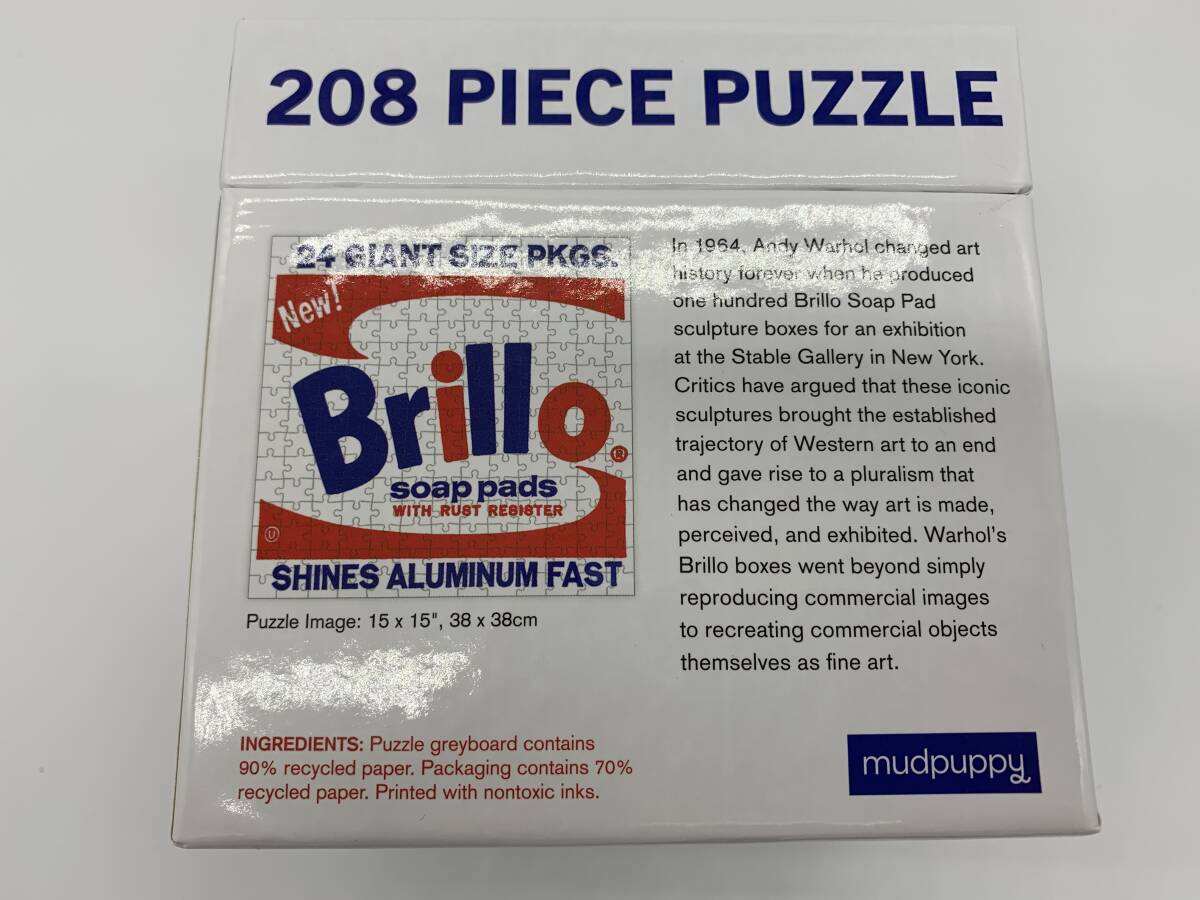 208 PIECE PUZZLE
24 GIANT SIZE PKGS.
New!
Brillo®
soap pads
WITH RUST RESISTER
U
SHINES ALUMINUM FAST
Puzzle Image: 15 x 15", 38 x 38cm
In 1964, Andy Warhol changed art
history forever when he produced
one hundred Brillo Soap Pad
sculpture boxes for an exhibition
at the Stable Gallery in New York.
Critics have argued that these iconic
sculptures brought the established
trajectory of Western art to an end
and gave rise to a pluralism that
has changed the way art is made,
perceived, and exhibited. Warhol's
Brillo boxes went beyond simply
reproducing commercial images
to recreating commercial objects
themselves as fine art.
INGREDIENTS: Puzzle greyboard contains
90% recycled paper. Packaging contains 70%
recycled paper. Printed with nontoxic inks.
mudpuppy